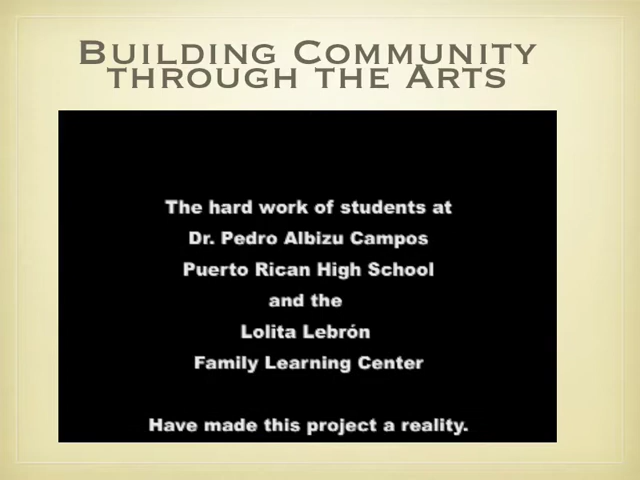 Building Community
through the Arts
The hard work of students at
Dr. Pedro Albizu Campos
Puerto Rican High School
and the
Lolita Lebrón
Family Learning Center
Have made this project a reality.